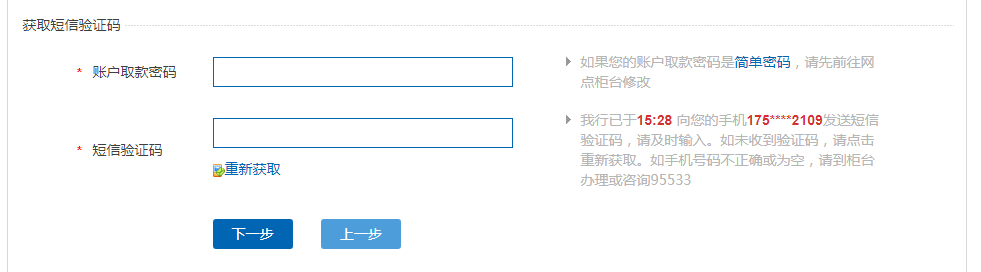 获取短信验证码
* 账户取款密码
如果您的账户取款密码是简单密码，请先前往网
点柜台修改
* 短信验证码
重新获取
我行已于15:28 向您的手机175****2109发送短信
验证码，请及时输入。如未收到验证码，请点击
重新获取。如手机号码不正确或为空，请到柜台
办理或咨询95533
下一步
上一步